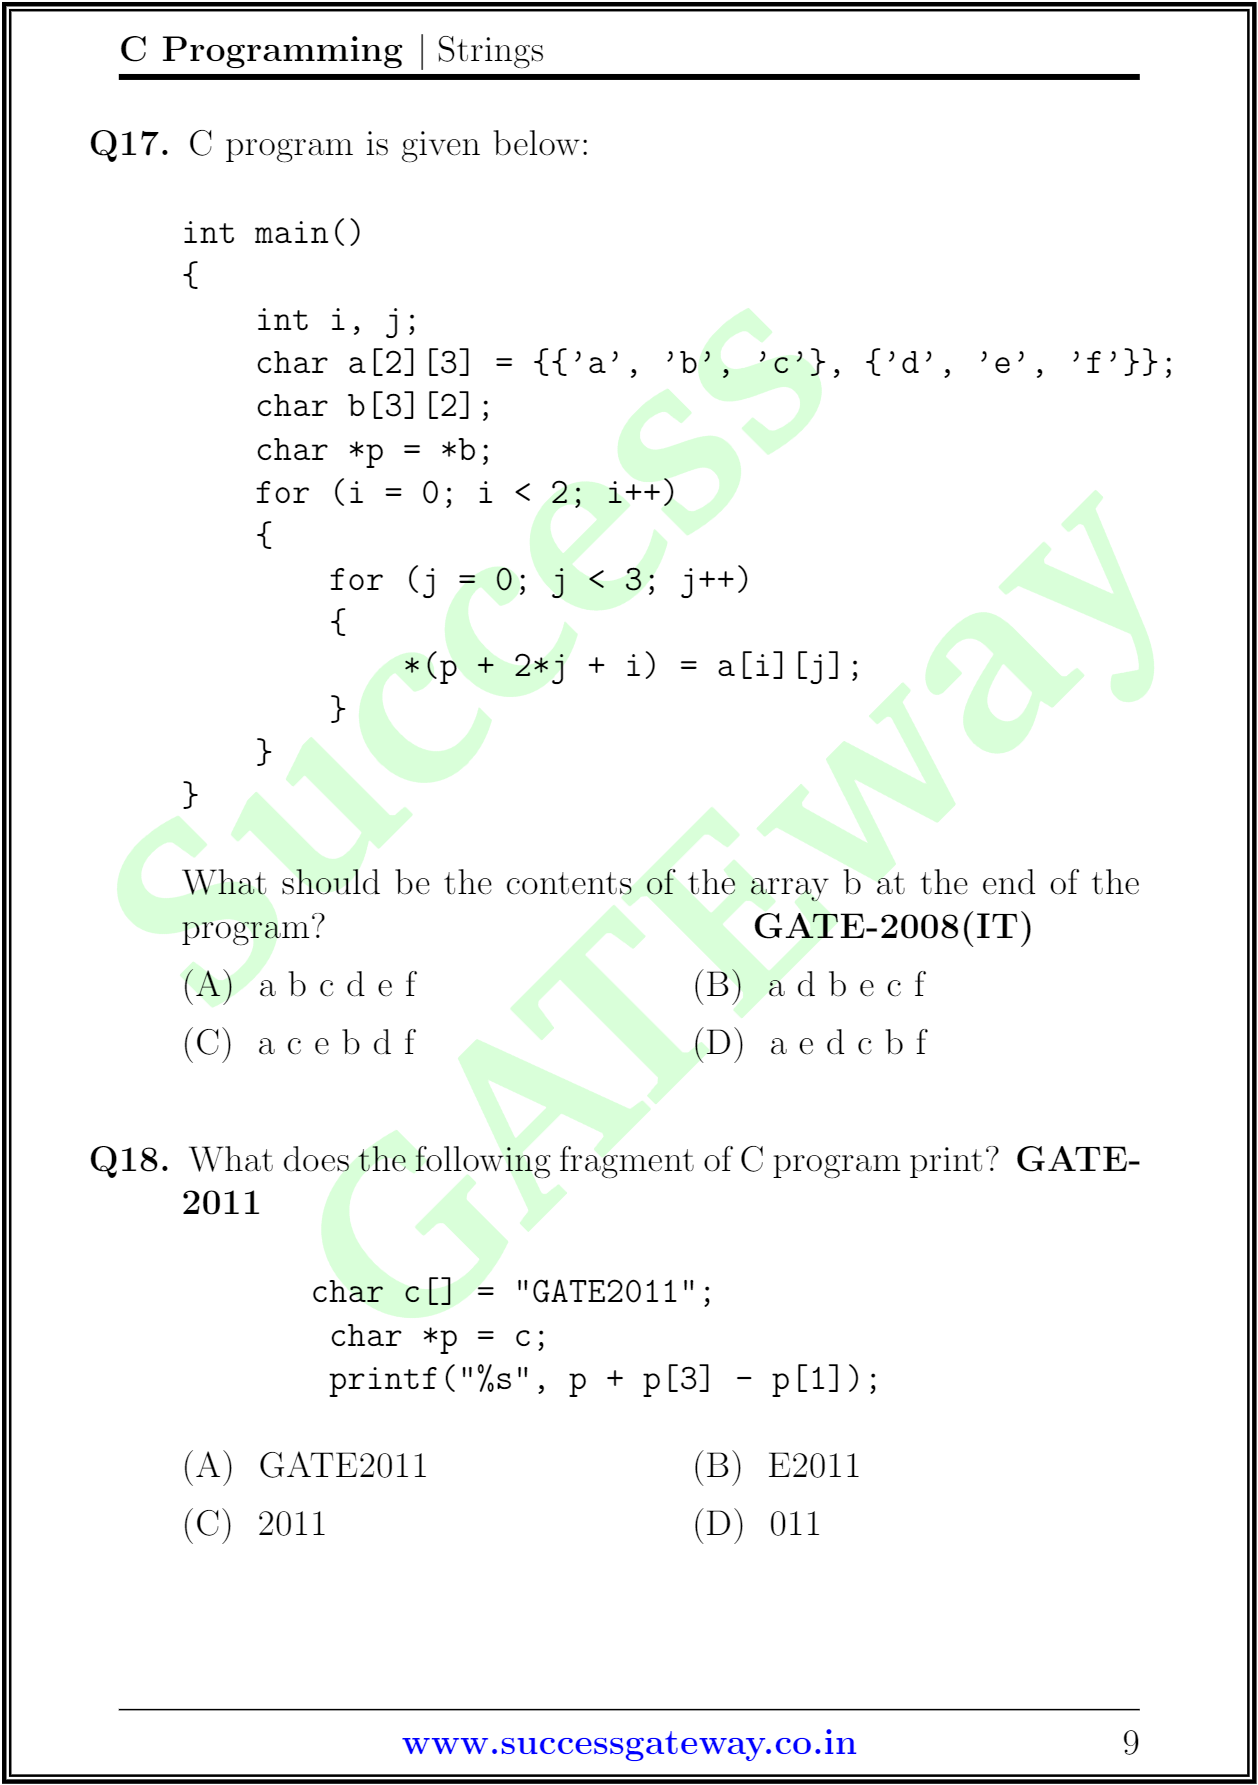 C Programming | Strings
Q17. C program is given below:
int main()
{
    int i, j;
    char a[2][3] = {{’a’, ’b’, ’c’}, {’d’, ’e’, ’f’}};
    char b[3][2];
    char *p = *b;
    for (i = 0; i < 2; i++)
    {
        for (j = 0; j < 3; j++)
        {
            *(p + 2*j + i) = a[i][j];
        }
    }
}
What should be the contents of the array b at the end of the
program? GATE-2008(IT)
(A) a b c d e f (B) a d b e c f
(C) a c e b d f (D) a e d c b f
Q18. What does the following fragment of C program print? GATE-
2011
char c[] = "GATE2011";
 char *p = c;
 printf("%s", p + p[3] - p[1]);
(A) GATE2011 (B) E2011
(C) 2011 (D) 011
www.successgateway.co.in 9
Success
GATEway